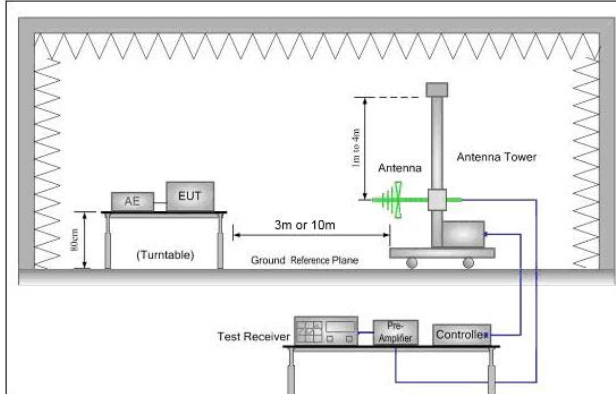 1m to 4m
Antenna
Antenna Tower
AE
EUT
3m or 10m
80cm
(Turntable)
Ground Reference Plane
Test Receiver
Pre-
Amplifier
Controlle